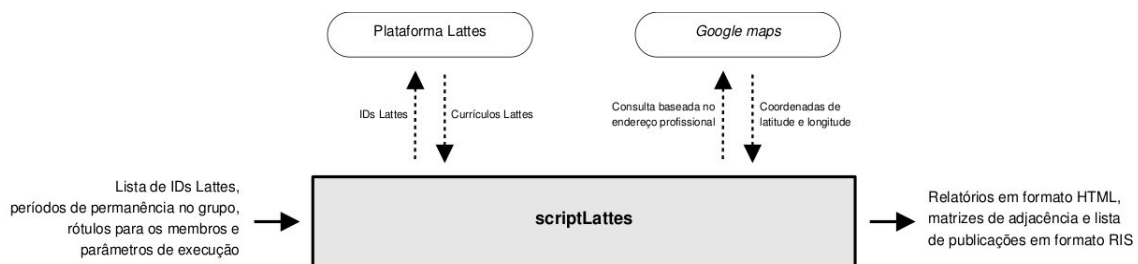 Plataforma Lattes
Google maps
IDs Lattes
Currículos Lattes
Consulta baseada no
endereço profissional
Coordenadas de
latitude e longitude
Lista de IDs Lattes,
períodos de permanência no grupo,
rótulos para os membros e
parâmetros de execução
scriptLattes
Relatórios em formato HTML,
matrizes de adjacência e lista
de publicações em formato RIS